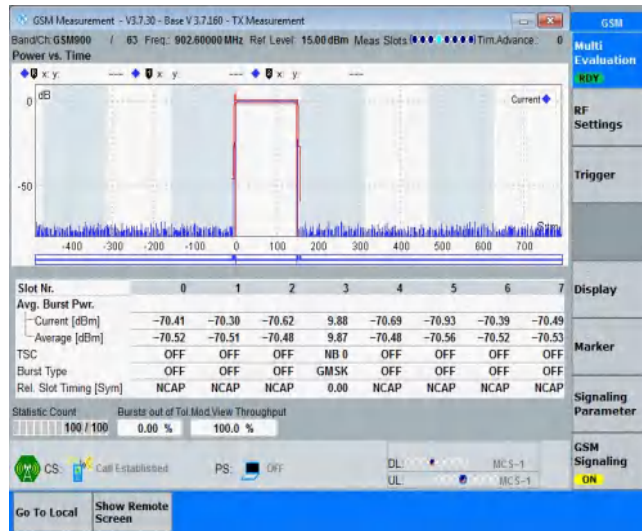 GSM Measurement - V3.7.30 - Base V 3.7.160 - TX Measurement
GSM
Band/Ch: GSM900 / 63 Freq.: 902.60000 MHz Ref. Level: 15.00 dBm Meas Slots Tim.Advance: 0
Power vs. Time
x: y: --- x: y: --- x: y: ---
dB
Current
0
-50
Sym
-400 -300 -200 -100 0 100 200 300 400 500 600 700
Slot Nr. 0 1 2 3 4 5 6 7
Avg. Burst Pwr.
Current [dBm] -70.41 -70.30 -70.62 9.88 -70.69 -70.93 -70.39 -70.49
Average [dBm] -70.52 -70.51 -70.48 9.87 -70.48 -70.56 -70.52 -70.53
TSC OFF OFF OFF NB 0 OFF OFF OFF OFF
Burst Type OFF OFF OFF GMSK OFF OFF OFF OFF
Rel. Slot Timing [Sym] NCAP NCAP NCAP 0.00 NCAP NCAP NCAP NCAP
Statistic Count Bursts out of Tol. Mod.View Throughput
100 / 100 0.00 % 100.0 %
CS: Call Established PS: OFF DL: MCS-1
UL: MCS-1
Multi
Evaluation
RDY
RF
Settings
Trigger
Display
Marker
Signaling
Parameter
GSM
Signaling
ON
Go To Local
Show Remote
Screen